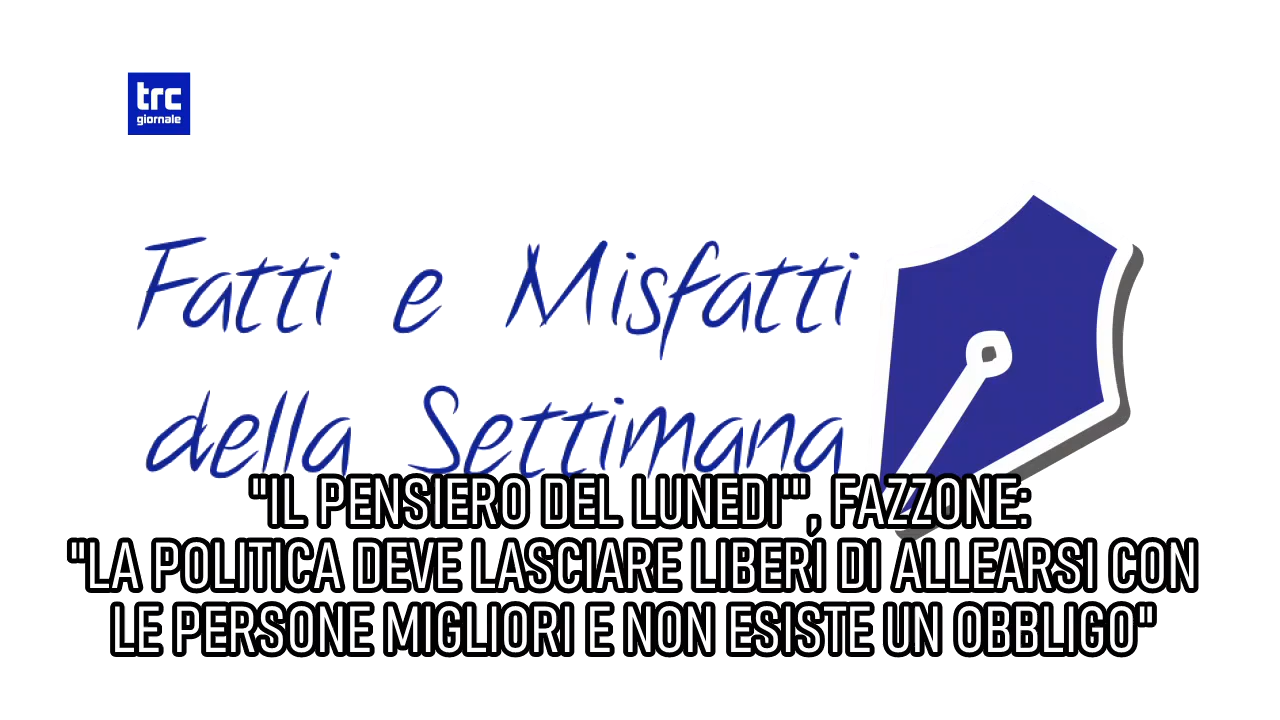 trc
giornale
Fatti e Misfatti
della Settimana
"IL PENSIERO DEL LUNEDI'", FAZZONE:
"LA POLITICA DEVE LASCIARE LIBERI DI ALLEARSI CON
LE PERSONE MIGLIORI E NON ESISTE UN OBBLIGO"